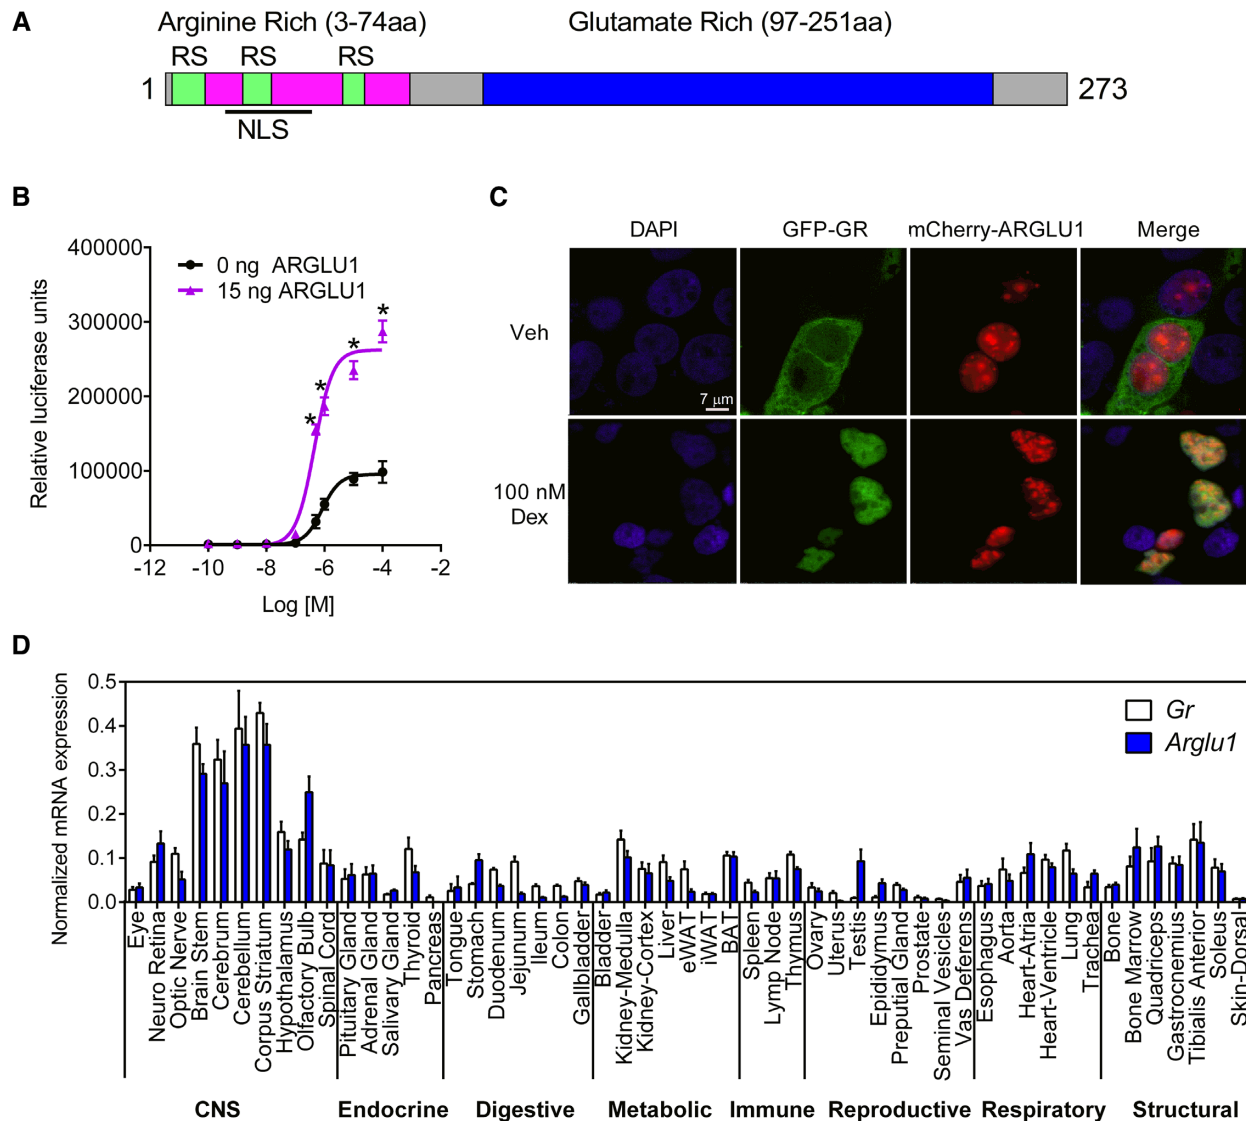 A
Arginine Rich (3-74aa)
Glutamate Rich (97-251aa)
RS RS RS
1
273
NLS
B
400000
300000
200000
100000
0
Relative luciferase units
0 ng ARGLU1
15 ng ARGLU1
* * * *
-12 -10 -8 -6 -4 -2
Log [M]
C
DAPI GFP-GR mCherry-ARGLU1 Merge
Veh
7 µm
100 nM
Dex
D
Normalized mRNA expression
0.5
0.4
0.3
0.2
0.1
0.0
Gr
Arglu1
Eye
Neuro Retina
Optic Nerve
Brain Stem
Cerebrum
Cerebellum
Corpus Striatum
Hypothalamus
Olfactory Bulb
Spinal Cord
Pituitary Gland
Adrenal Gland
Salivary Gland
Thyroid
Pancreas
Tongue
Stomach
Duodenum
Jejunum
Ileum
Colon
Gallbladder
Bladder
Kidney-Medulla
Kidney-Cortex
Liver
eWAT
iWAT
BAT
Spleen
Lymp Node
Thymus
Ovary
Uterus
Testis
Epididymus
Preputial Gland
Prostate
Seminal Vesicles
Vas Deferens
Esophagus
Aorta
Heart-Atria
Heart-Ventricle
Lung
Trachea
Bone
Bone Marrow
Quadriceps
Gastrocnemius
Tibialis Anterior
Soleus
Skin-Dorsal
CNS Endocrine Digestive Metabolic Immune Reproductive Respiratory Structural